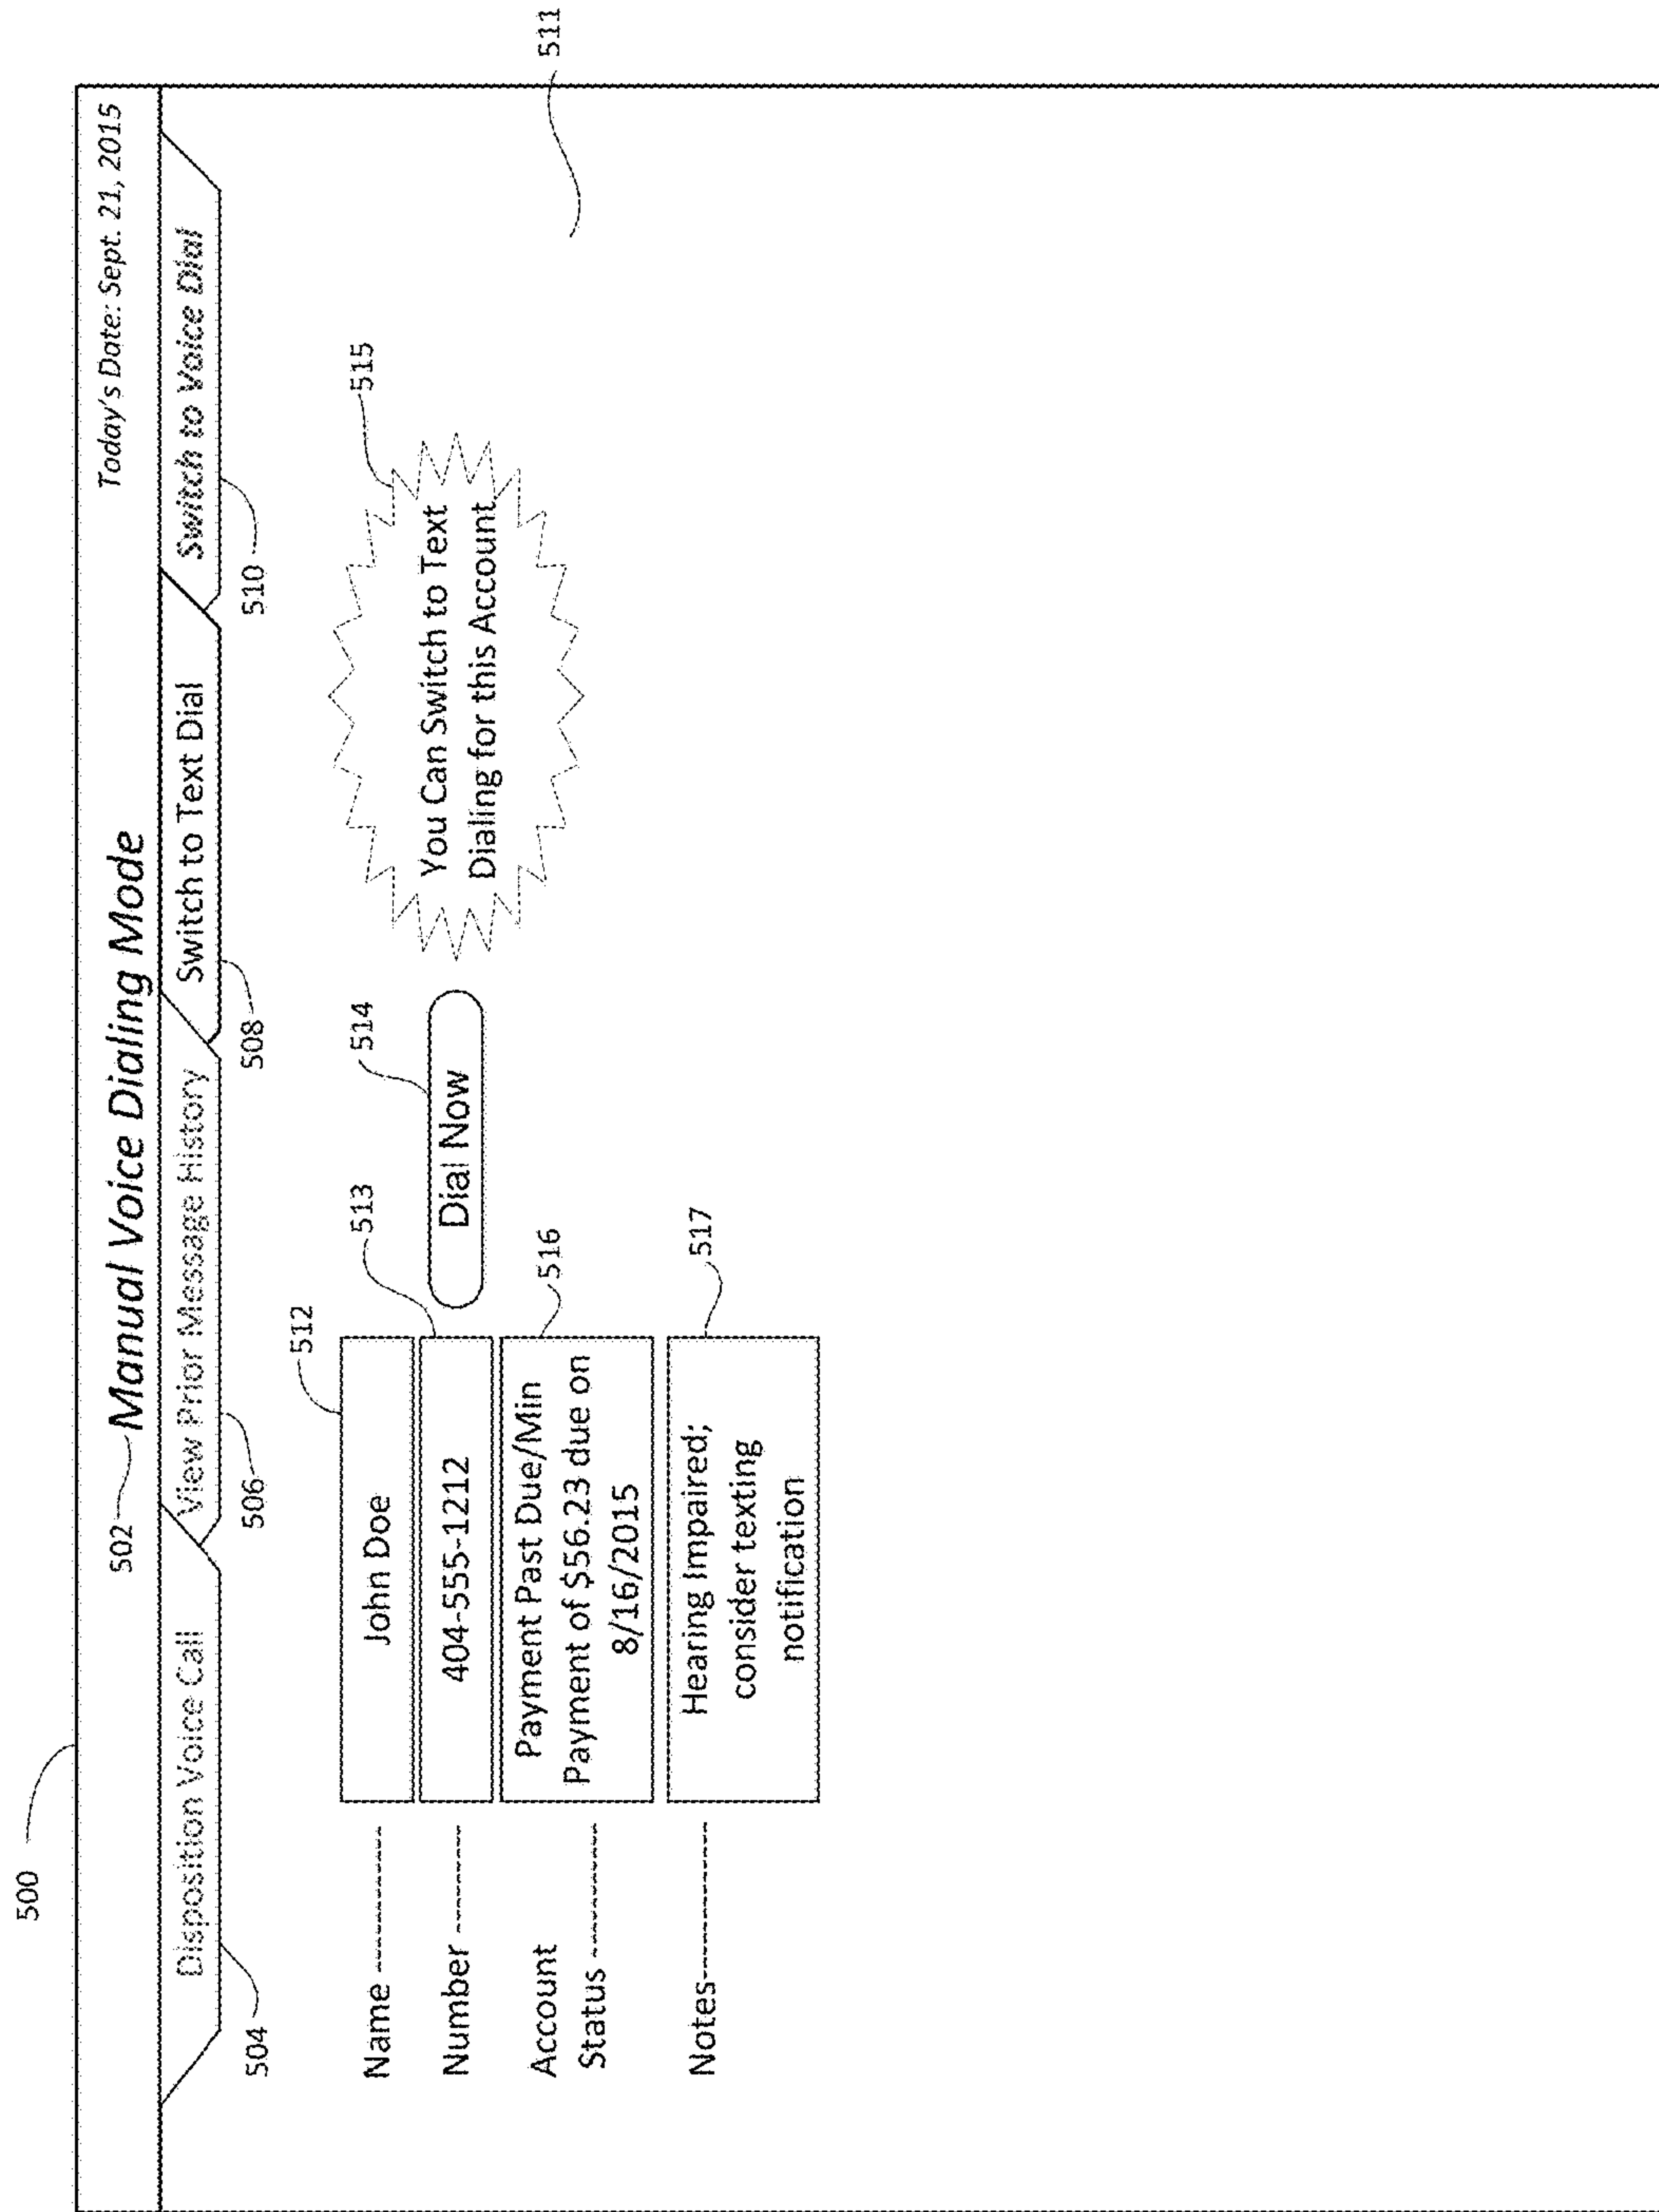 500
502
Manual Voice Dialing Mode
Today's Date: Sept. 21, 2015
Disposition Voice Call
View Prior Message History
Switch to Text Dial
Switch to Voice Dial
504
506
508
510
512
513
514
515
511
Name
John Doe
Number
404-555-1212
Dial Now
You Can Switch to Text
Dialing for this Account
Account
Status
Payment Past Due/Min
Payment of $56.23 due on
8/16/2015
516
Notes
Hearing Impaired;
consider texting
notification
517